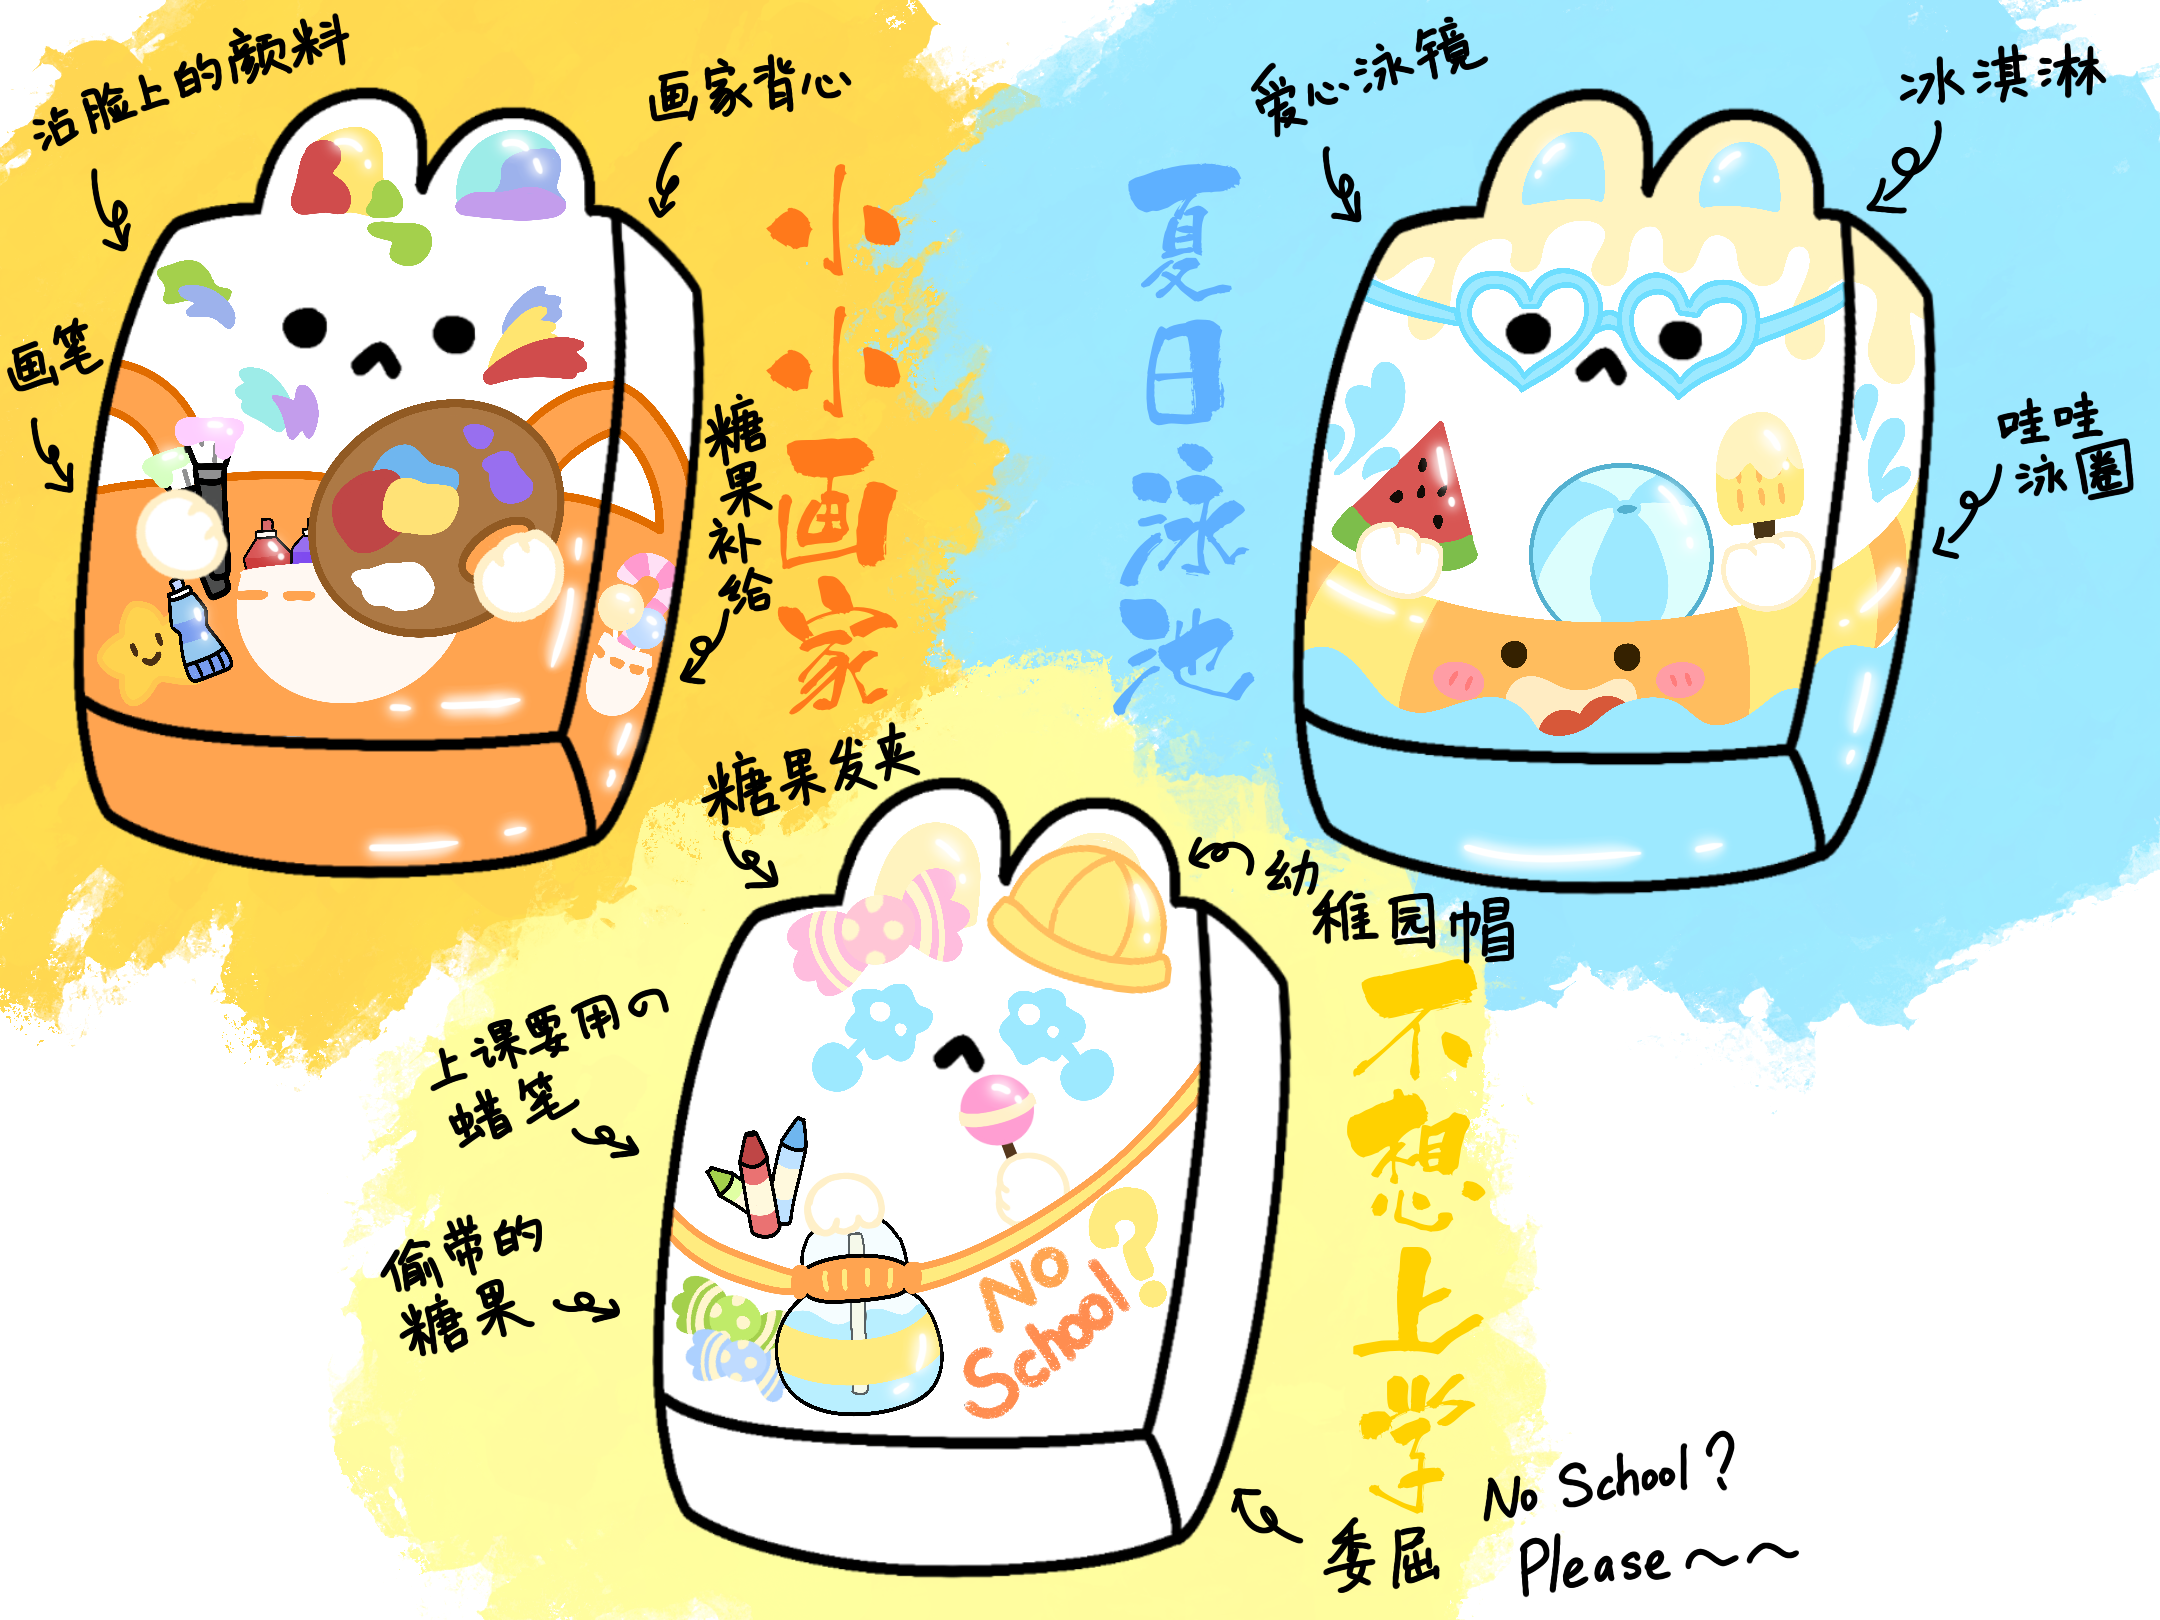 沾脸上的颜料
画家背心
画笔
糖果补给
小小画家
夏日泳池
爱心泳镜
冰淇淋
哇哇
泳圈
糖果发夹
幼
稚园帽
上课要用の
蜡笔
偷带的
糖果
No
School?
不想上学
委屈
No School?
Please~~